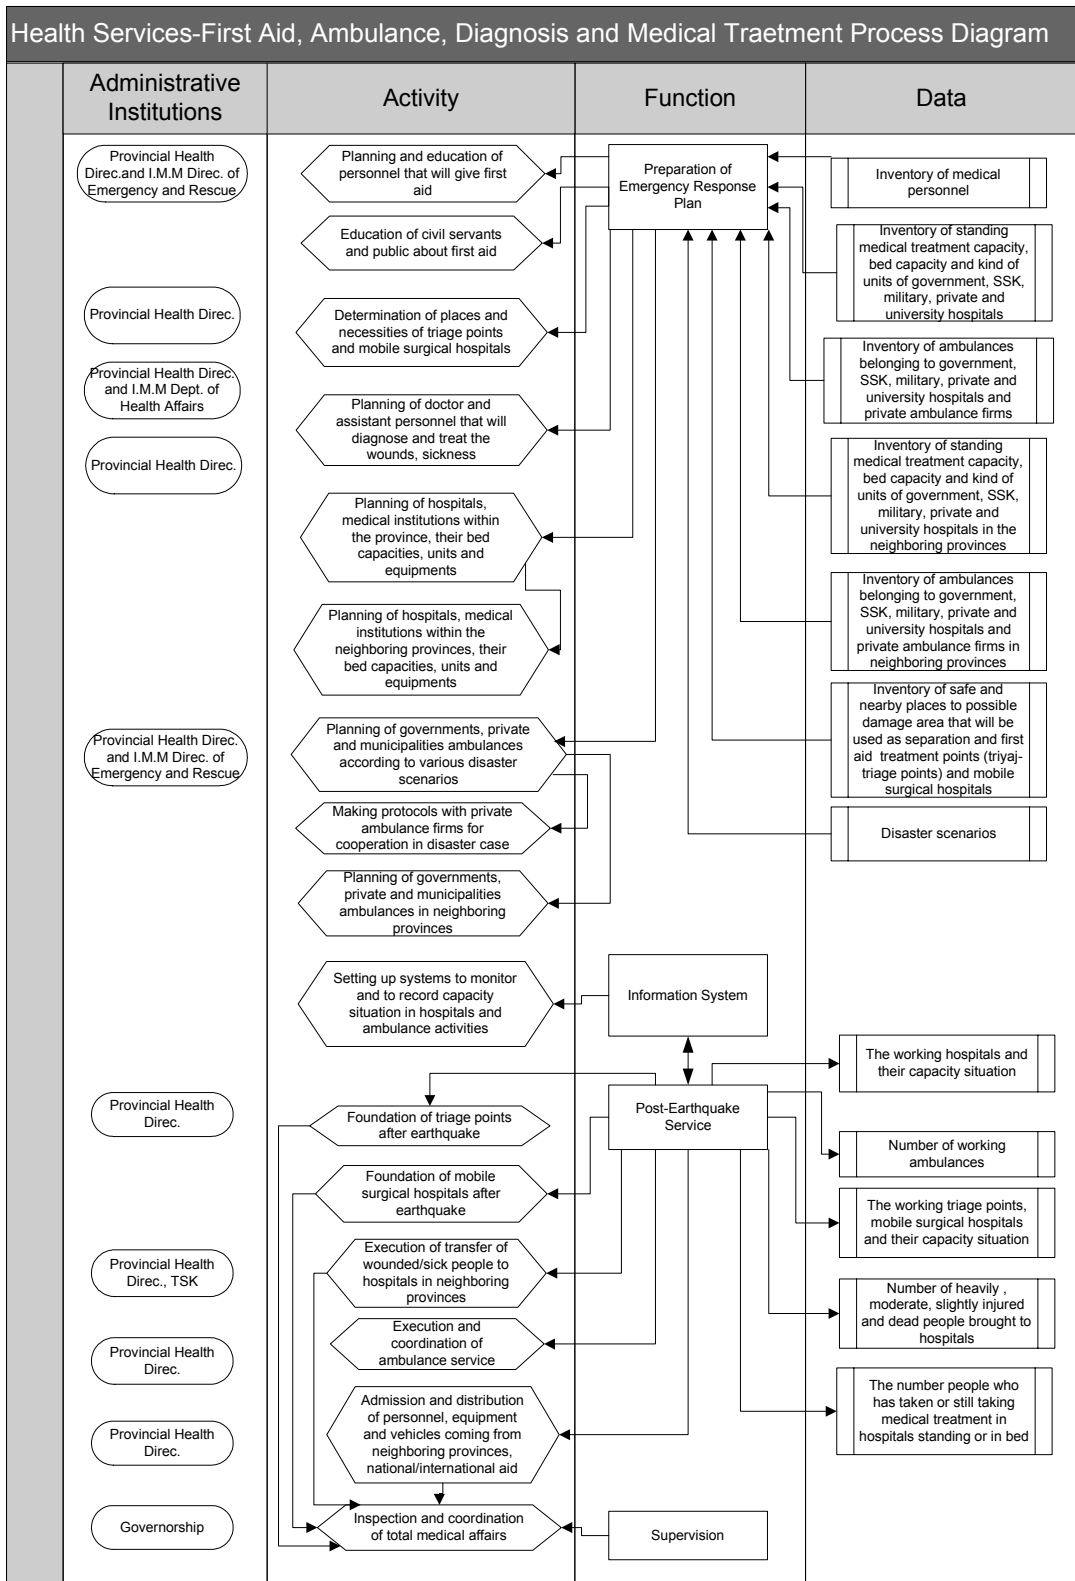 Health Services-First Aid, Ambulance, Diagnosis and Medical Traetment Process Diagram
Administrative
Institutions
Activity
Function
Data
Provincial Health
Direc.and I.M.M Direc. of
Emergency and Rescue
Provincial Health Direc.
Provincial Health Direc.
and I.M.M Dept. of
Health Affairs
Provincial Health Direc.
Provincial Health Direc.
and I.M.M Direc. of
Emergency and Rescue
Provincial Health
Direc.
Provincial Health
Direc., TSK
Provincial Health
Direc.
Provincial Health
Direc.
Governorship
Planning and education of
personnel that will give first
aid
Education of civil servants
and public about first aid
Determination of places and
necessities of triage points
and mobile surgical hospitals
Planning of doctor and
assistant personnel that will
diagnose and treat the
wounds, sickness
Planning of hospitals,
medical institutions within
the province, their bed
capacities, units and
equipments
Planning of hospitals, medical
institutions within the
neighboring provinces, their
bed capacities, units and
equipments
Planning of governments, private
and municipalities ambulances
according to various disaster
scenarios
Making protocols with private
ambulance firms for
cooperation in disaster case
Planning of governments,
private and municipalities
ambulances in neighboring
provinces
Setting up systems to monitor
and to record capacity
situation in hospitals and
ambulance activities
Foundation of triage points
after earthquake
Foundation of mobile
surgical hospitals after
earthquake
Execution of transfer of
wounded/sick people to
hospitals in neighboring
provinces
Execution and
coordination of
ambulance service
Admission and distribution
of personnel, equipment
and vehicles coming from
neighboring provinces,
national/international aid
Inspection and coordination
of total medical affairs
Preparation of
Emergency Response
Plan
Information System
Post-Earthquake
Service
Supervision
Inventory of medical
personnel
Inventory of standing
medical treatment capacity,
bed capacity and kind of
units of government, SSK,
military, private and
university hospitals
Inventory of ambulances
belonging to government,
SSK, military, private and
university hospitals and
private ambulance firms
Inventory of standing
medical treatment capacity,
bed capacity and kind of
units of government, SSK,
military, private and
university hospitals in the
neighboring provinces
Inventory of ambulances
belonging to government,
SSK, military, private and
university hospitals and
private ambulance firms in
neighboring provinces
Inventory of safe and
nearby places to possible
damage area that will be
used as separation and first
aid treatment points (triyaj-
triage points) and mobile
surgical hospitals
Disaster scenarios
The working hospitals and
their capacity situation
Number of working
ambulances
The working triage points,
mobile surgical hospitals
and their capacity situation
Number of heavily ,
moderate, slightly injured
and dead people brought to
hospitals
The number people who
has taken or still taking
medical treatment in
hospitals standing or in bed